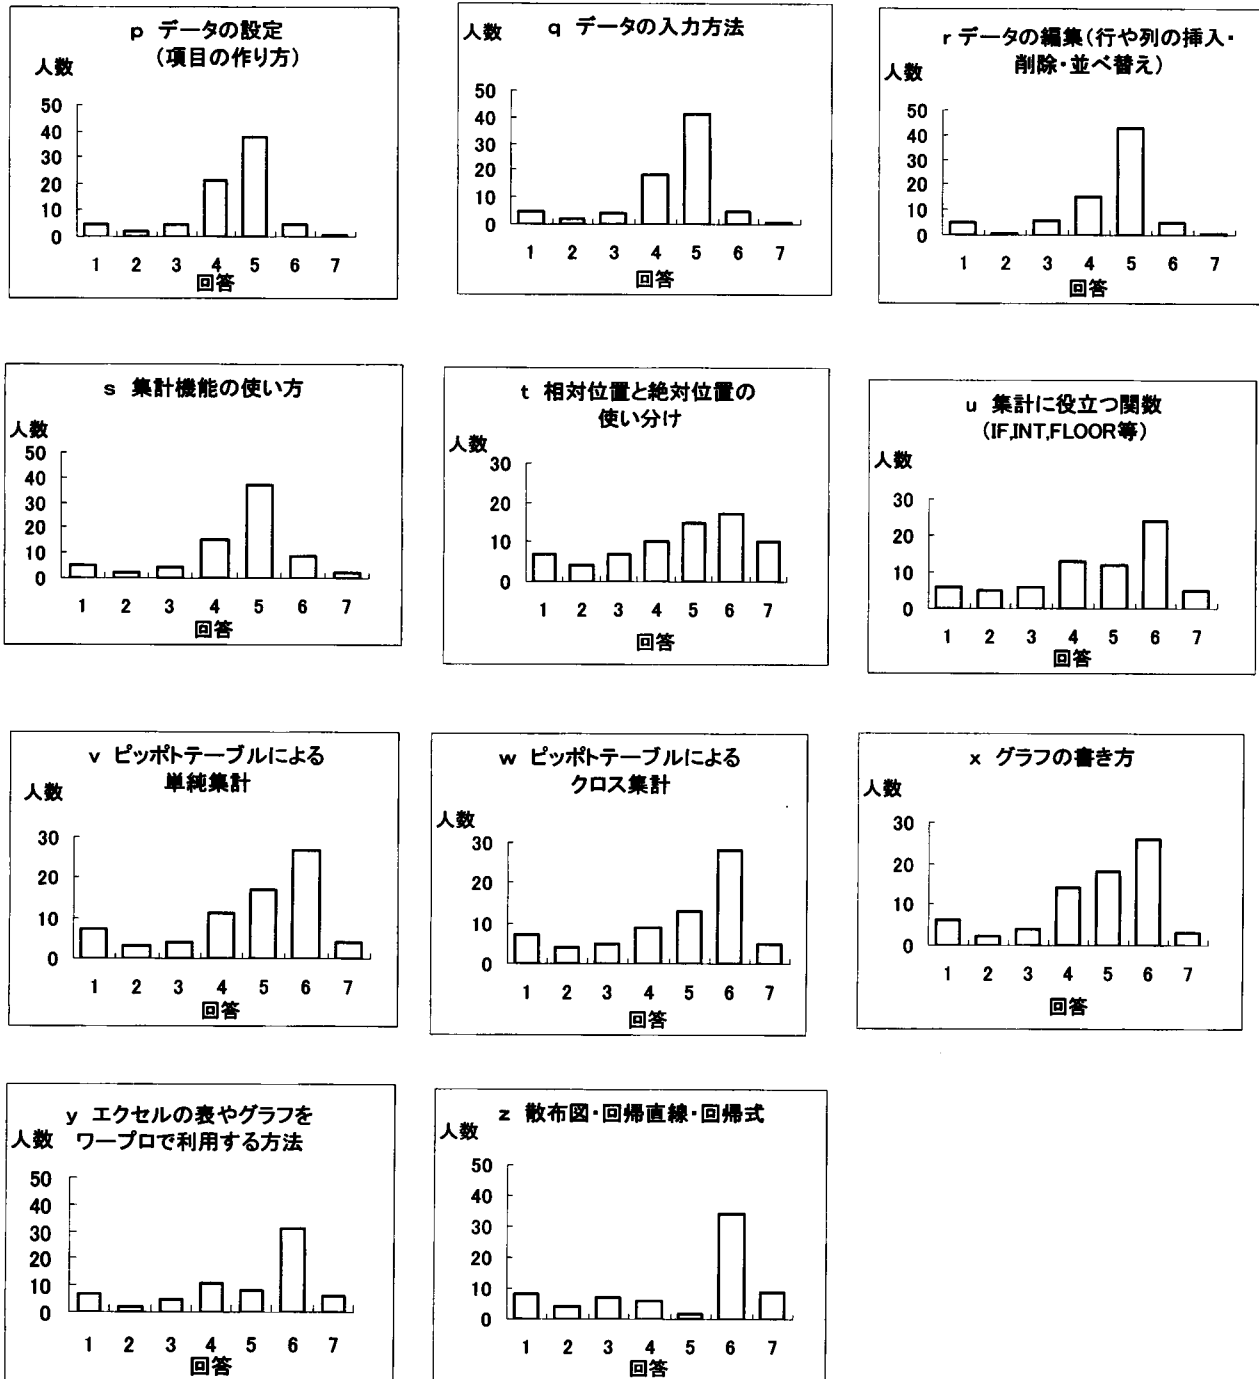 p データの設定
(項目の作り方)
人数
50
40
30
20
10
0
1 2 3 4 5 6 7
回答
人数 q データの入力方法
50
40
30
20
10
0
1 2 3 4 5 6 7
回答
r データの編集(行や列の挿入・
削除・並べ替え)
人数
50
40
30
20
10
0
1 2 3 4 5 6 7
回答
s 集計機能の使い方
人数
50
40
30
20
10
0
1 2 3 4 5 6 7
回答
t 相対位置と絶対位置の
使い分け
人数
30
20
10
0
1 2 3 4 5 6 7
回答
u 集計に役立つ関数
(IF,INT,FLOOR等)
人数
30
20
10
0
1 2 3 4 5 6 7
回答
v ピッポトテーブルによる
単純集計
人数
30
20
10
0
1 2 3 4 5 6 7
回答
w ピッポトテーブルによる
クロス集計
人数
30
20
10
0
1 2 3 4 5 6 7
回答
x グラフの書き方
人数
30
20
10
0
1 2 3 4 5 6 7
回答
y エクセルの表やグラフを
人数 ワープロで利用する方法
50
40
30
20
10
0
1 2 3 4 5 6 7
回答
z 散布図・回帰直線・回帰式
人数
50
40
30
20
10
0
1 2 3 4 5 6 7
回答